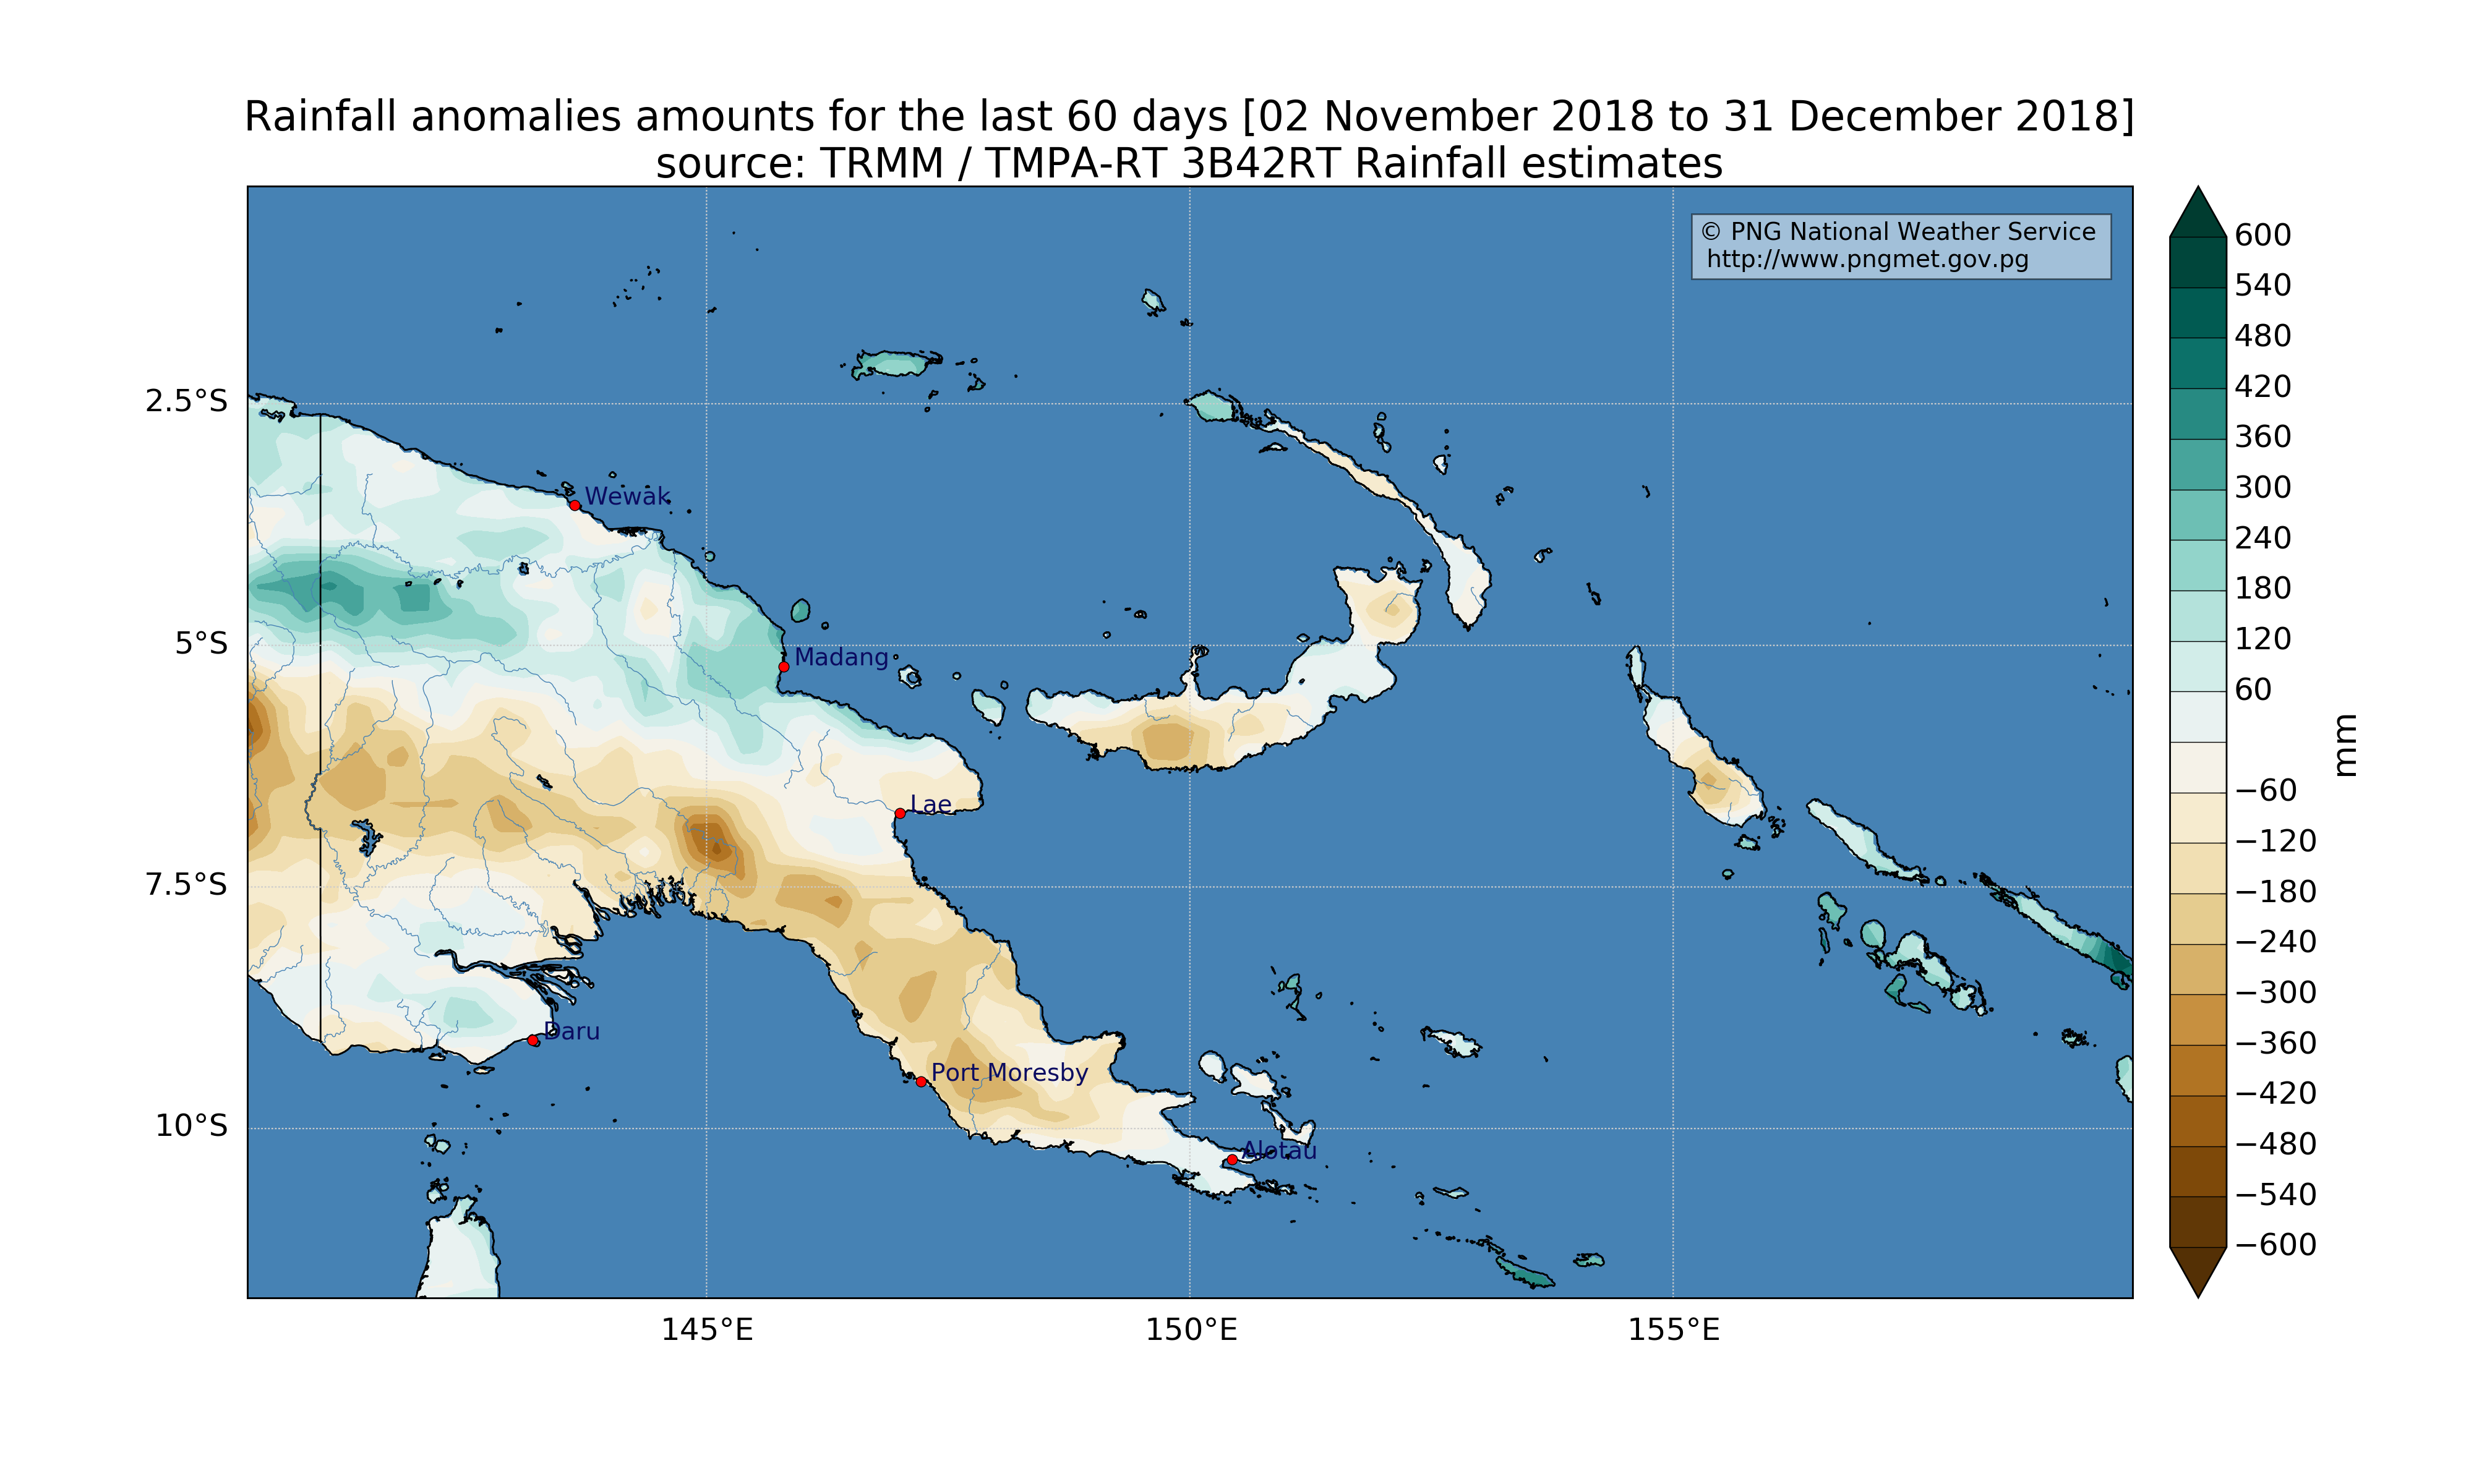 Rainfall anomalies amounts for the last 60 days [02 November 2018 to 31 December 2018]
source: TRMM / TMPA-RT 3B42RT Rainfall estimates
© PNG National Weather Service
http://www.pngmet.gov.pg
2.5°S
5°S
7.5°S
10°S
Wewak
Madang
Lae
Daru
Port Moresby
Alotau
145°E
150°E
155°E
600
540
480
420
360
300
240
180
120
60
−60
−120
−180
−240
−300
−360
−420
−480
−540
−600
mm